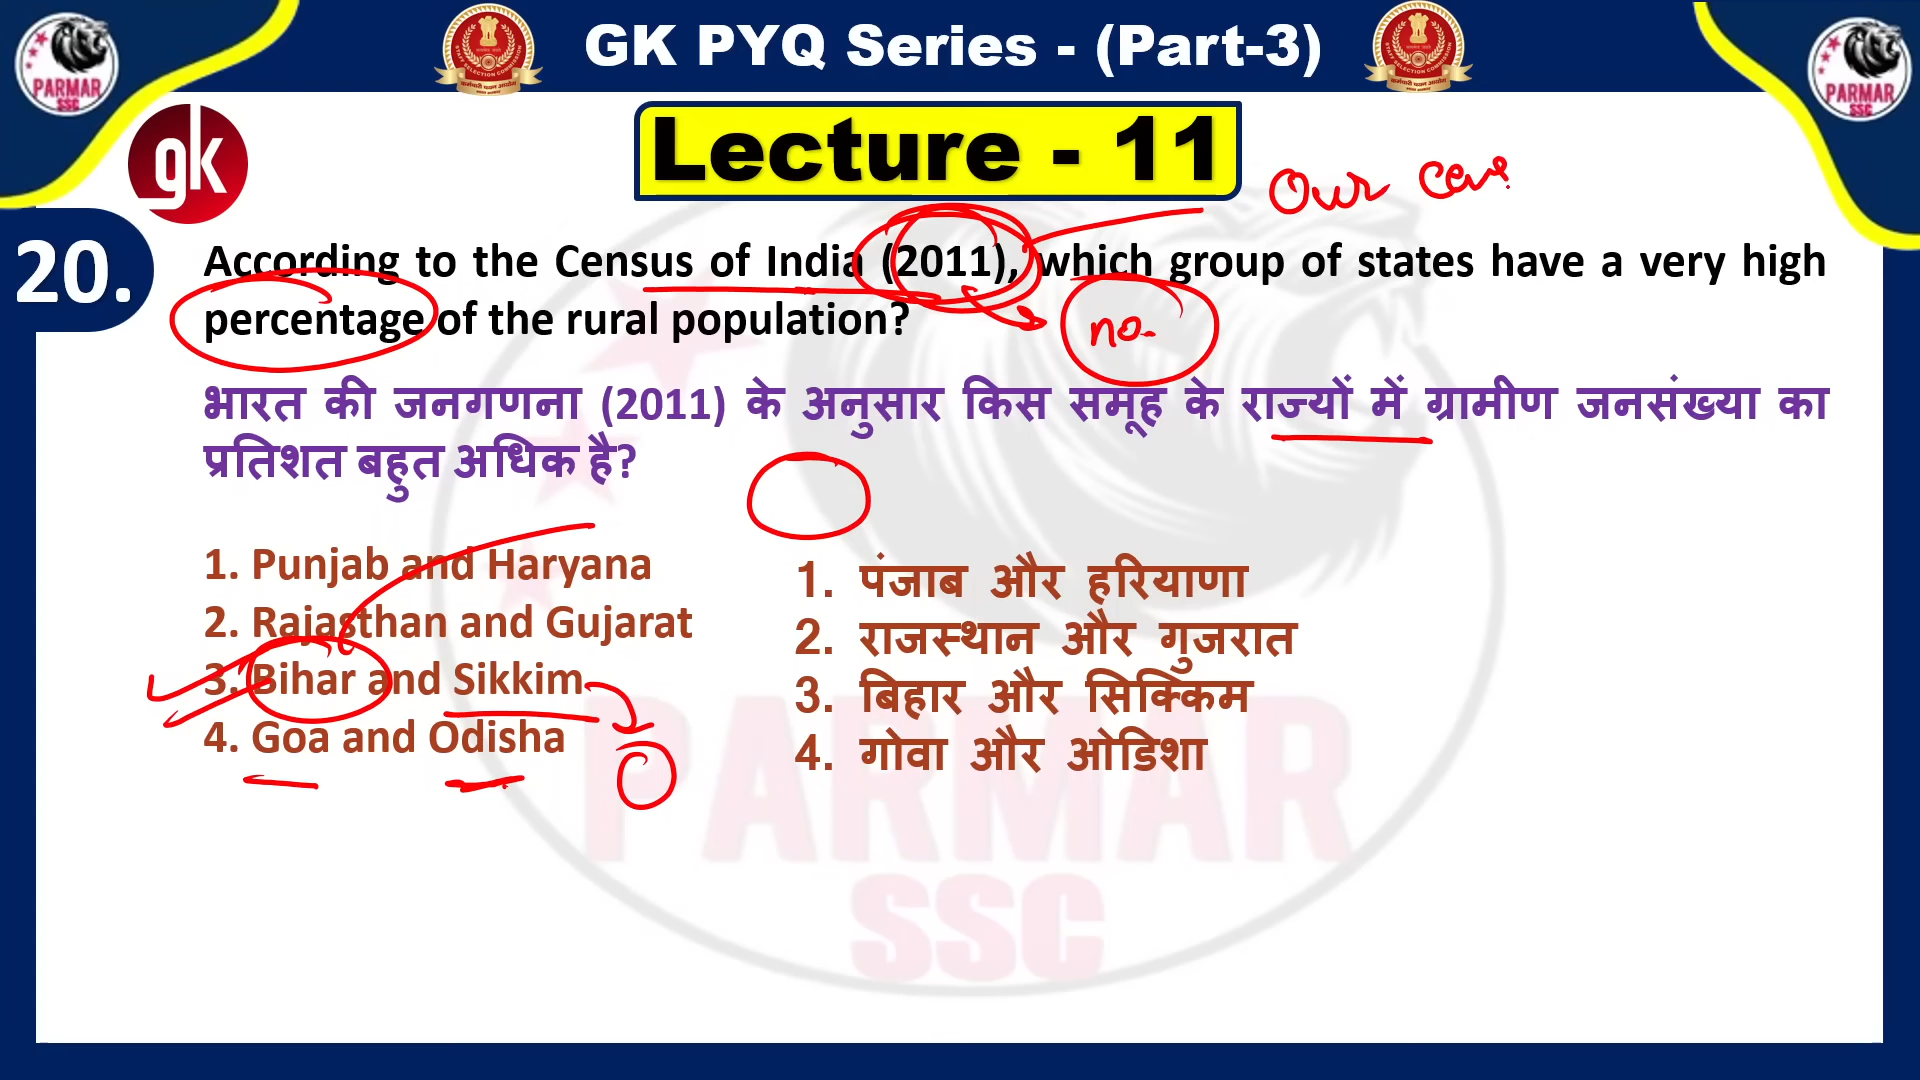 GK PYQ Series - (Part-3)
PARMAR
SSC
PARMAR
SSC
gk
Lecture - 11
Our
20.
According to the Census of India (2011), which group of states have a very high
percentage of the rural population?
no.
भारत की जनगणना (2011) के अनुसार किस समूह के राज्यों में ग्रामीण जनसंख्या का
प्रतिशत बहुत अधिक है?
1. Punjab and Haryana
2. Rajasthan and Gujarat
3. Bihar and Sikkim
4. Goa and Odisha
1. पंजाब और हरियाणा
2. राजस्थान और गुजरात
3. बिहार और सिक्किम
4. गोवा और ओडिशा
PARMAR
SSC